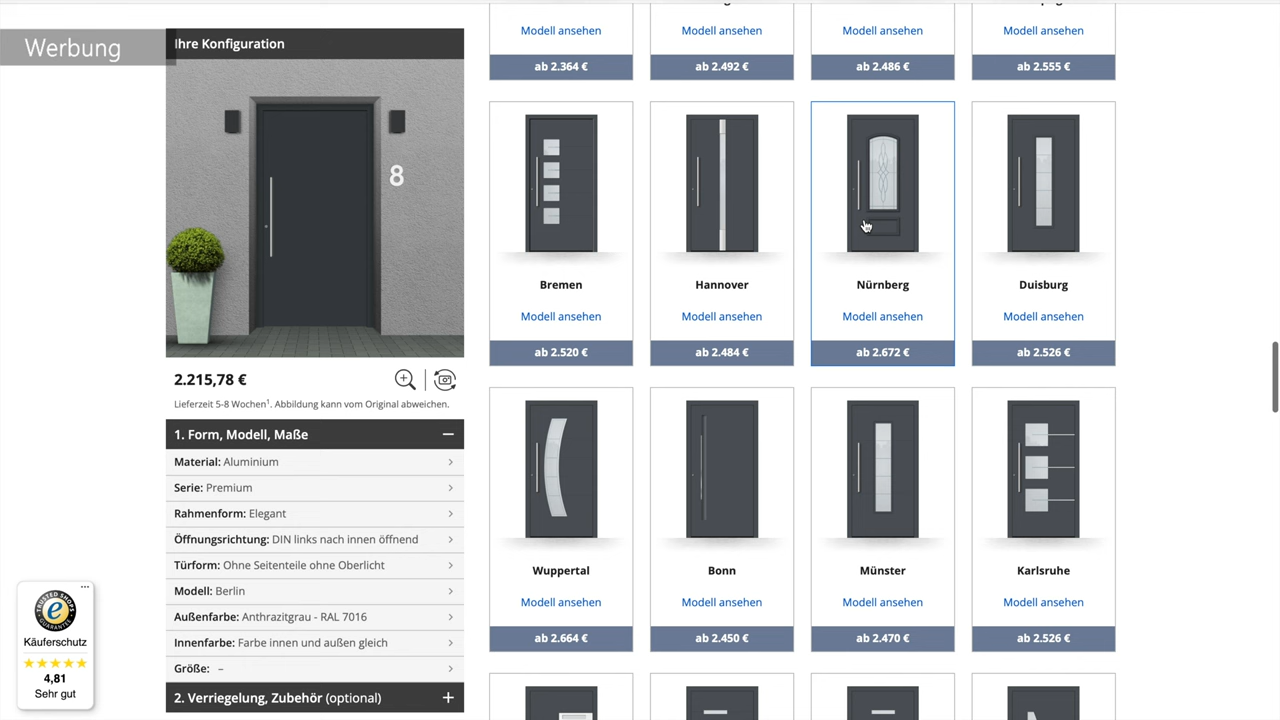 Werbung
Ihre Konfiguration
8
2.215,78 €
Lieferzeit 5-8 Wochen¹. Abbildung kann vom Original abweichen.
1. Form, Modell, Maße
Material: Aluminium
Serie: Premium
Rahmenform: Elegant
Öffnungsrichtung: DIN links nach innen öffnend
Türform: Ohne Seitenteile ohne Oberlicht
Modell: Berlin
Außenfarbe: Anthrazitgrau - RAL 7016
Innenfarbe: Farbe innen und außen gleich
Größe: –
2. Verriegelung, Zubehör (optional)
TRUSTED SHOPS
GUARANTEE
Käuferschutz
4,81
Sehr gut
Modell ansehen Modell ansehen Modell ansehen Modell ansehen
ab 2.364 € ab 2.492 € ab 2.486 € ab 2.555 €
Bremen Hannover Nürnberg Duisburg
Modell ansehen Modell ansehen Modell ansehen Modell ansehen
ab 2.520 € ab 2.484 € ab 2.672 € ab 2.526 €
Wuppertal Bonn Münster Karlsruhe
Modell ansehen Modell ansehen Modell ansehen Modell ansehen
ab 2.664 € ab 2.450 € ab 2.470 € ab 2.526 €